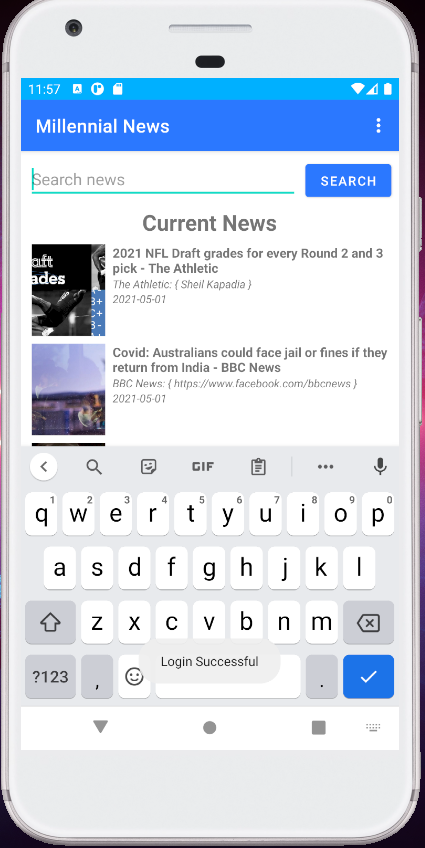 11:57
Millennial News
Search news
SEARCH
Current News
2021 NFL Draft grades for every Round 2 and 3
pick - The Athletic
The Athletic: { Sheil Kapadia }
2021-05-01
aft
ades
B+
C+
C
B-
Covid: Australians could face jail or fines if they
return from India - BBC News
BBC News: { https://www.facebook.com/bbcnews }
2021-05-01
GIF
1 2 3 4 5 6 7 8 9 0
q w e r t y u i o p
a s d f g h j k l
z x c v b n m
?123 , .
Login Successful